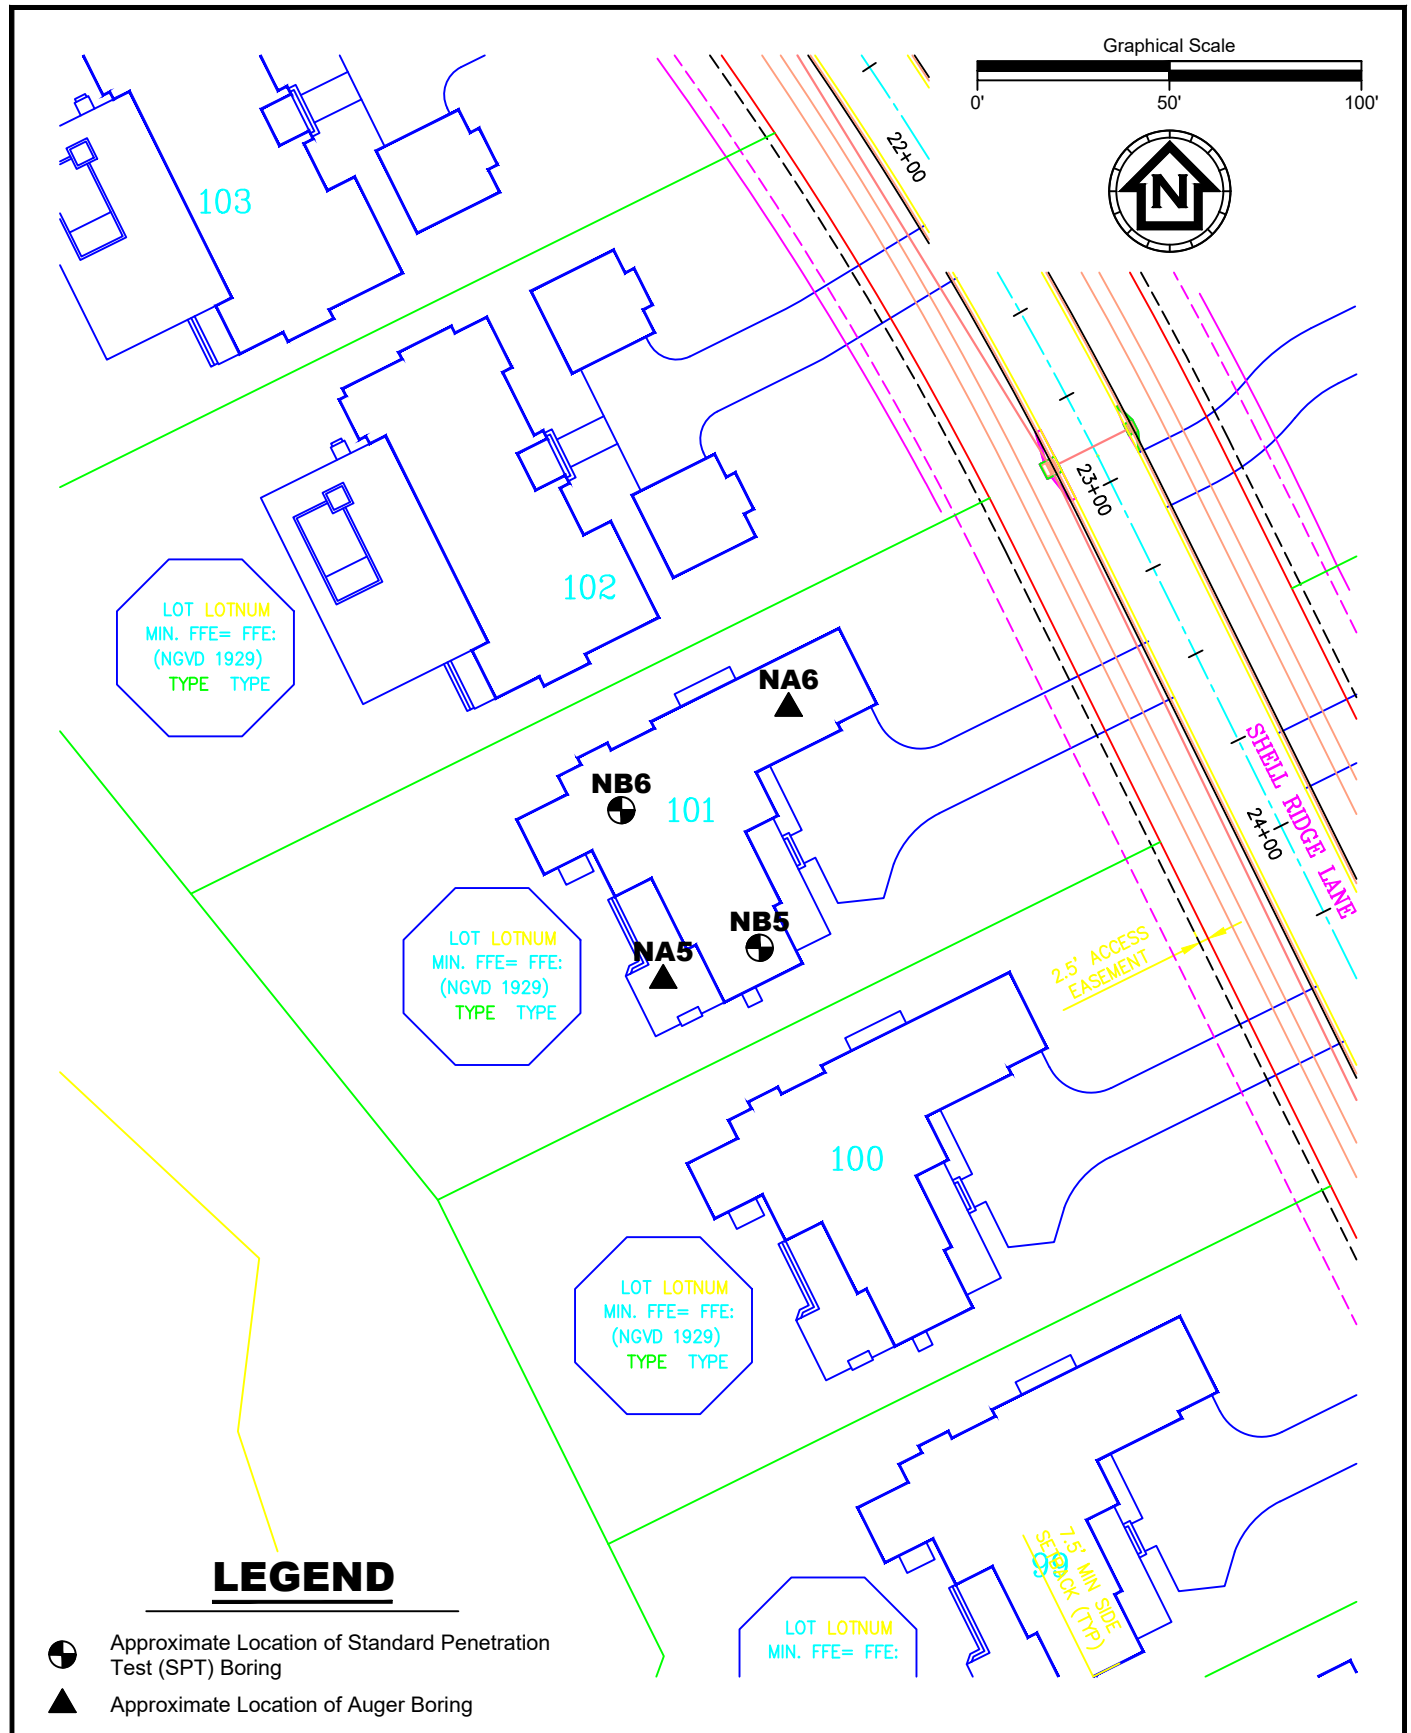 Graphical Scale
0' 50' 100'
N
22+00
103
102
23+00
LOT LOTNUM
MIN. FFE= FFE:
(NGVD 1929)
TYPE TYPE
NA6
NB6
101
SHELL RIDGE LANE
24+00
NB5
NA5
LOT LOTNUM
MIN. FFE= FFE:
(NGVD 1929)
TYPE TYPE
2.5' ACCESS
EASEMENT
100
LOT LOTNUM
MIN. FFE= FFE:
(NGVD 1929)
TYPE TYPE
99
7.5' MIN SIDE
SETBACK (TYP)
LOT LOTNUM
MIN. FFE= FFE:
LEGEND
Approximate Location of Standard Penetration
Test (SPT) Boring
Approximate Location of Auger Boring